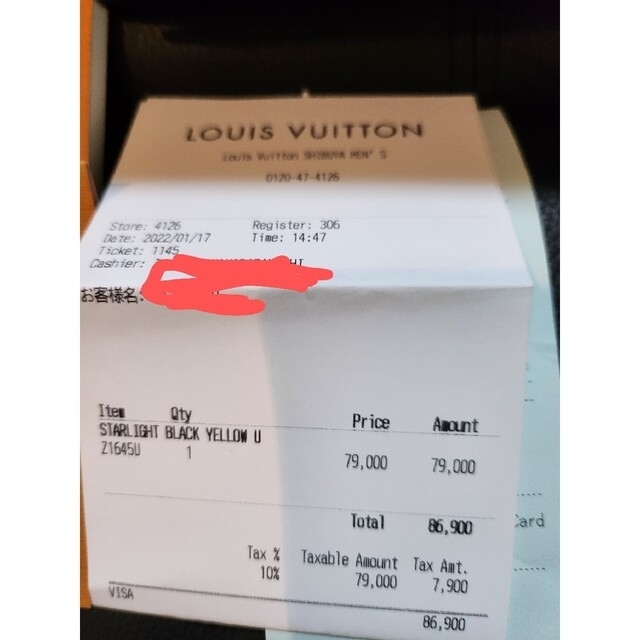 LOUIS VUITTON
Louis Vuitton SHIBUYA MEN'S
0120-47-4126
Store: 4126 Register: 306
Date: 2022/01/17 Time: 14:47
Ticket: 1145
Cashier:
お客様名:
Item Qty Price Amount
STARLIGHT BLACK YELLOW U
Z1645U 1 79,000 79,000
Total 86,900
Card
Tax % Taxable Amount Tax Amt.
10% 79,000 7,900
VISA
86,900